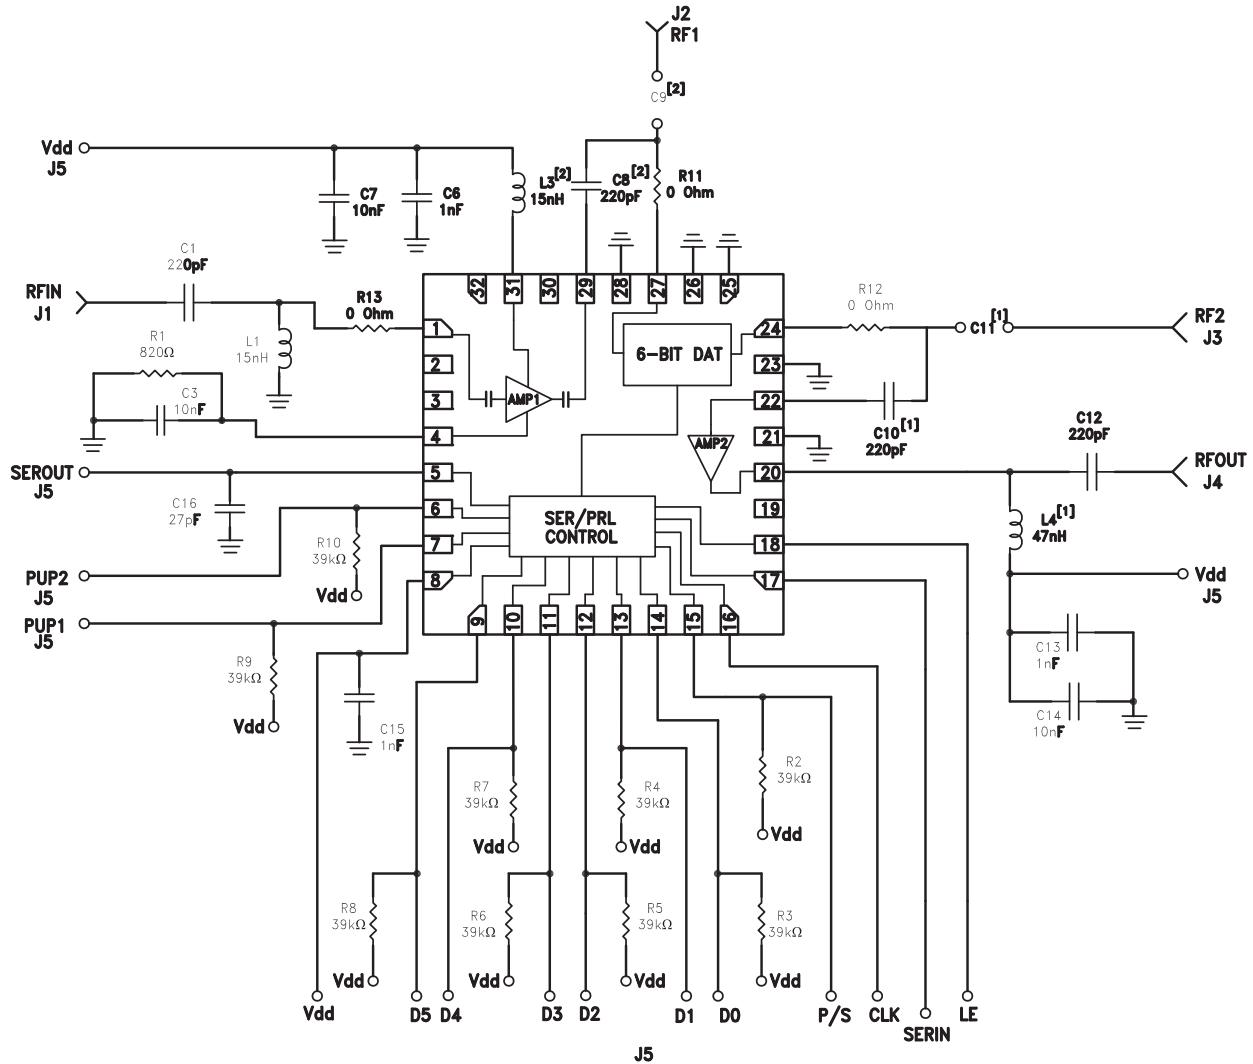 J2
RF1
C9[2]
Vdd
J5
C7
10nF
C6
1nF
L3[2]
15nH
C8[2]
220pF
R11
0 Ohm
C1
220pF
RFIN
J1
R13
0 Ohm
L1
15nH
R1
820Ω
C3
10nF
32
31
30
29
28
27
26
25
R12
0 Ohm
C11[1]
RF2
J3
1
2
3
4
5
6
7
8
6-BIT DAT
AMP1
AMP2
24
23
22
21
20
19
18
17
C10[1]
220pF
C12
220pF
RFOUT
J4
SEROUT
J5
C16
27pF
SER/PRL
CONTROL
L4[1]
47nH
R10
39kΩ
Vdd
PUP2
J5
PUP1
J5
Vdd
J5
9
10
11
12
13
14
15
16
R9
39kΩ
Vdd
C15
1nF
C13
1nF
C14
10nF
R7
39kΩ
Vdd
R4
39kΩ
Vdd
R2
39kΩ
Vdd
R8
39kΩ
Vdd
R6
39kΩ
Vdd
R5
39kΩ
Vdd
R3
39kΩ
Vdd
Vdd
D5
D4
D3
D2
D1
D0
P/S
CLK
SERIN
LE
J5